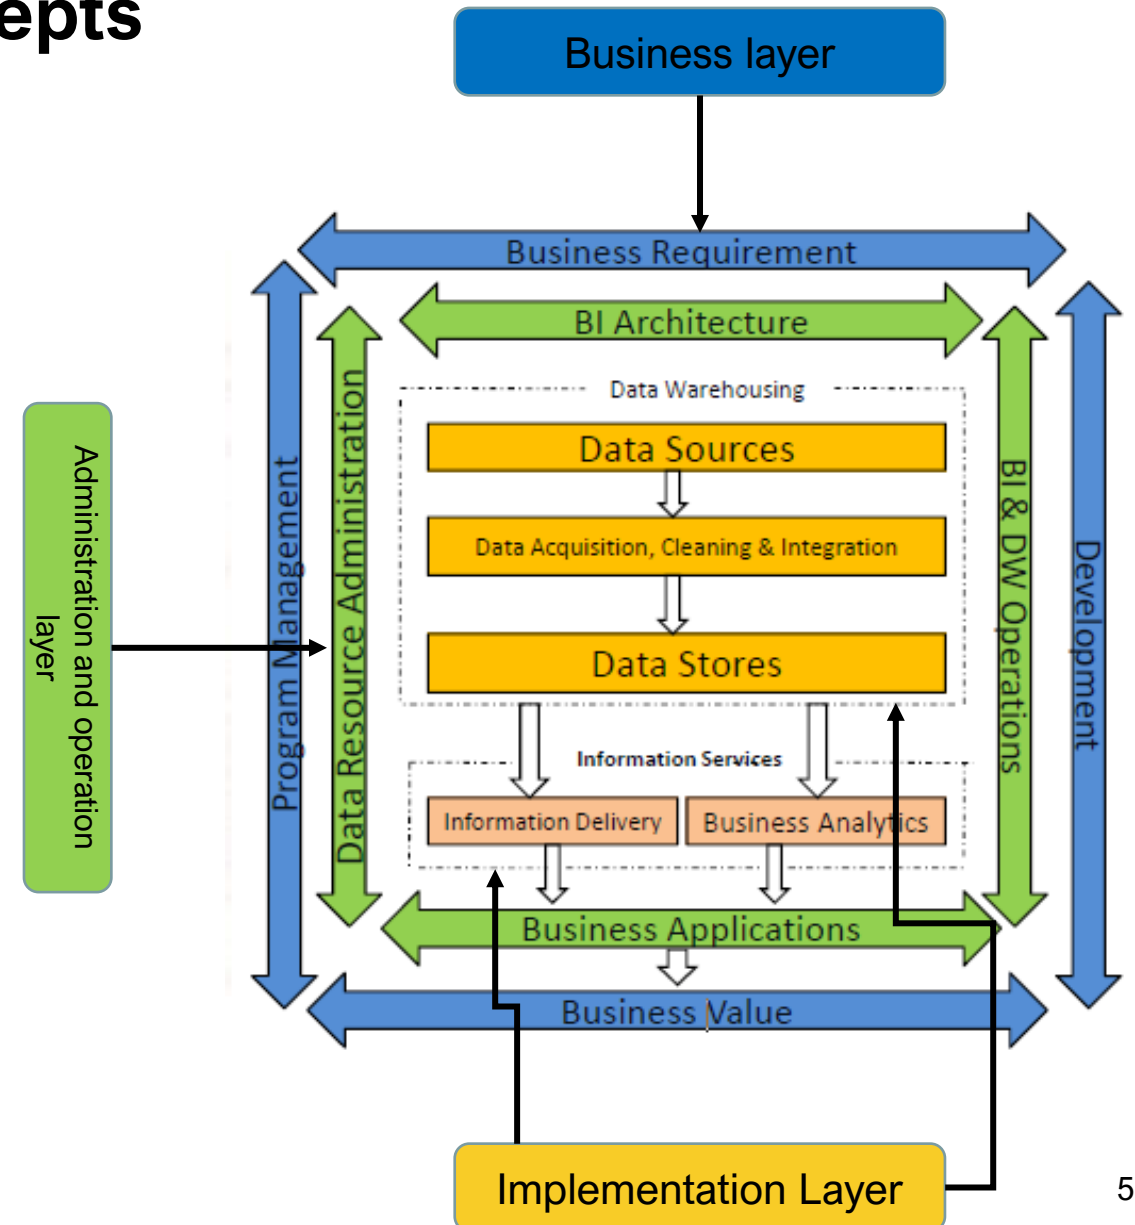 epts
Business layer
Business Requirement
BI Architecture
Data Warehousing
Data Sources
Data Acquisition, Cleaning & Integration
Data Stores
Information Services
Information Delivery
Business Analytics
Business Applications
Business Value
Administration and operation
layer
Program Management
Data Resource Administration
BI & DW Operations
Development
Implementation Layer
5